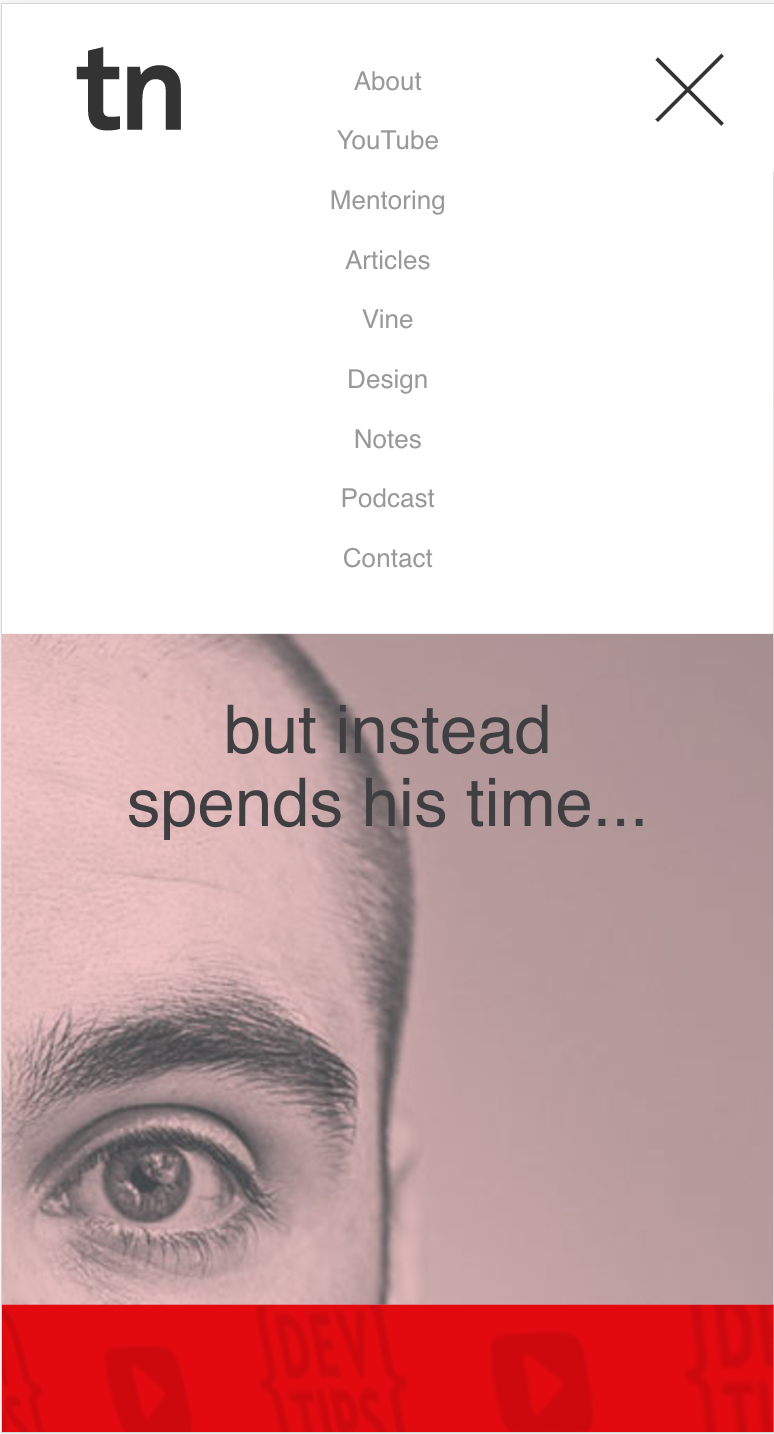 tn
About
YouTube
Mentoring
Articles
Vine
Design
Notes
Podcast
Contact
but instead
spends his time...
{DEV}
TIPS